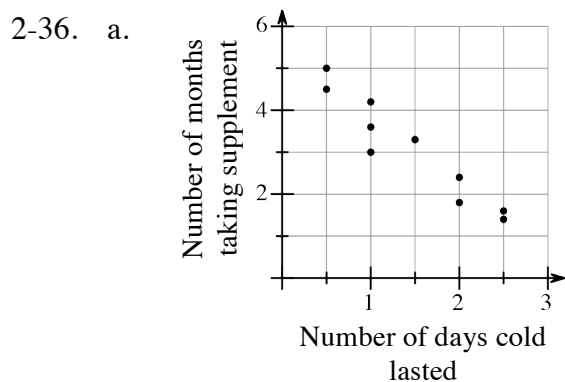 2-36. a.
Number of months
taking supplement
6
4
2
1 2 3
Number of days cold
lasted